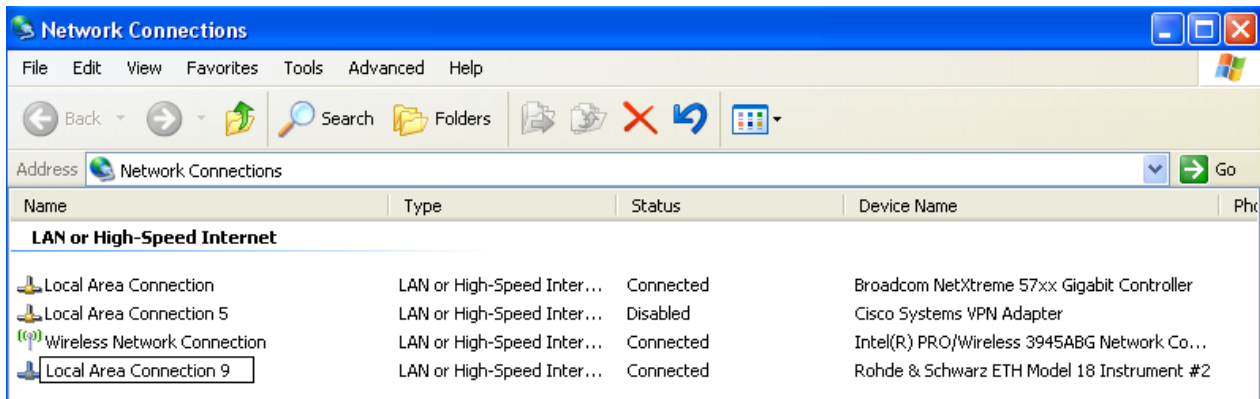 Network Connections
File Edit View Favorites Tools Advanced Help
Back Search Folders
Address Network Connections Go
Name Type Status Device Name Pho
LAN or High-Speed Internet
Local Area Connection LAN or High-Speed Inter... Connected Broadcom NetXtreme 57xx Gigabit Controller
Local Area Connection 5 LAN or High-Speed Inter... Disabled Cisco Systems VPN Adapter
Wireless Network Connection LAN or High-Speed Inter... Connected Intel(R) PRO/Wireless 3945ABG Network Co...
Local Area Connection 9 LAN or High-Speed Inter... Connected Rohde & Schwarz ETH Model 18 Instrument #2